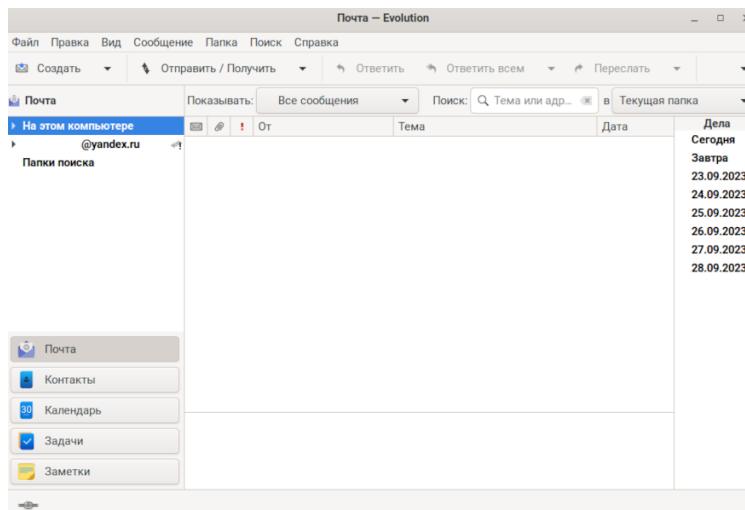 Почта — Evolution
Файл Правка Вид Сообщение Папка Поиск Справка
Создать Отправить / Получить Ответить Ответить всем Переслать
Почта Показывать: Все сообщения Поиск: Тема или адр... в Текущая папка
На этом компьютере
@yandex.ru
Папки поиска
! От Тема Дата
Дела
Сегодня
Завтра
23.09.2023
24.09.2023
25.09.2023
26.09.2023
27.09.2023
28.09.2023
Почта
Контакты
30 Календарь
Задачи
Заметки